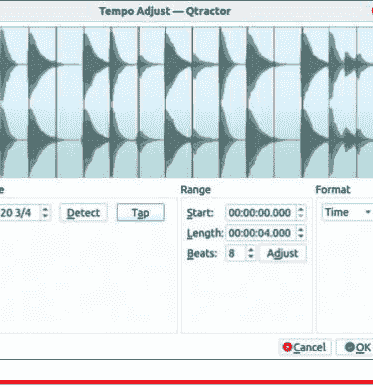 Tempo Adjust — Qtractor
e Range Format
20 3/4 Detect Tap Start: 00:00:00.000 Time
Length: 00:00:04.000
Beats: 8 Adjust
Cancel OK